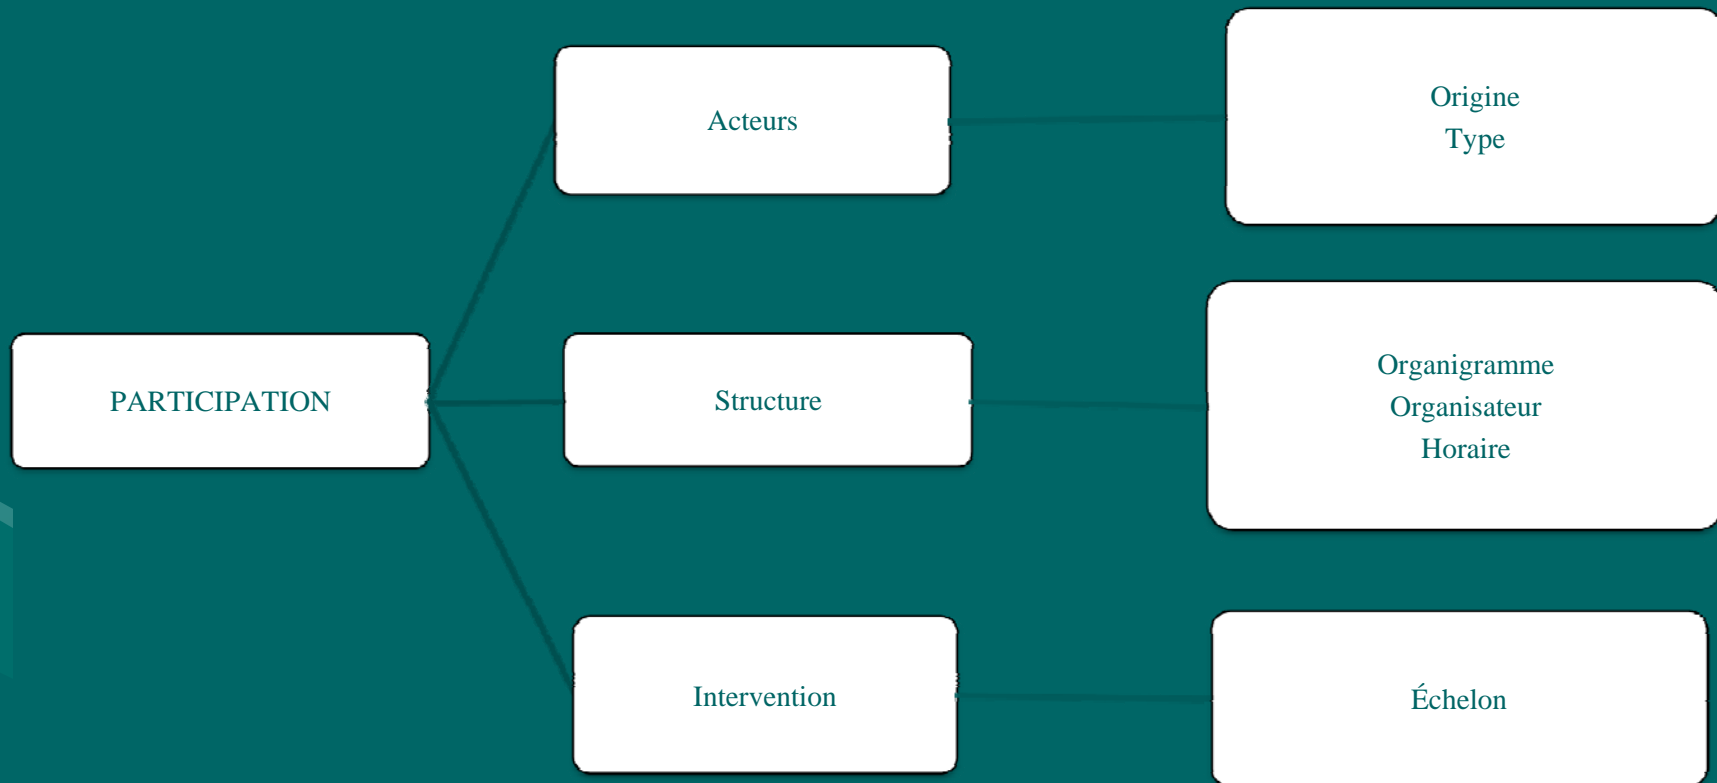 PARTICIPATION
Acteurs
Origine
Type
Structure
Organigramme
Organisateur
Horaire
Intervention
Échelon